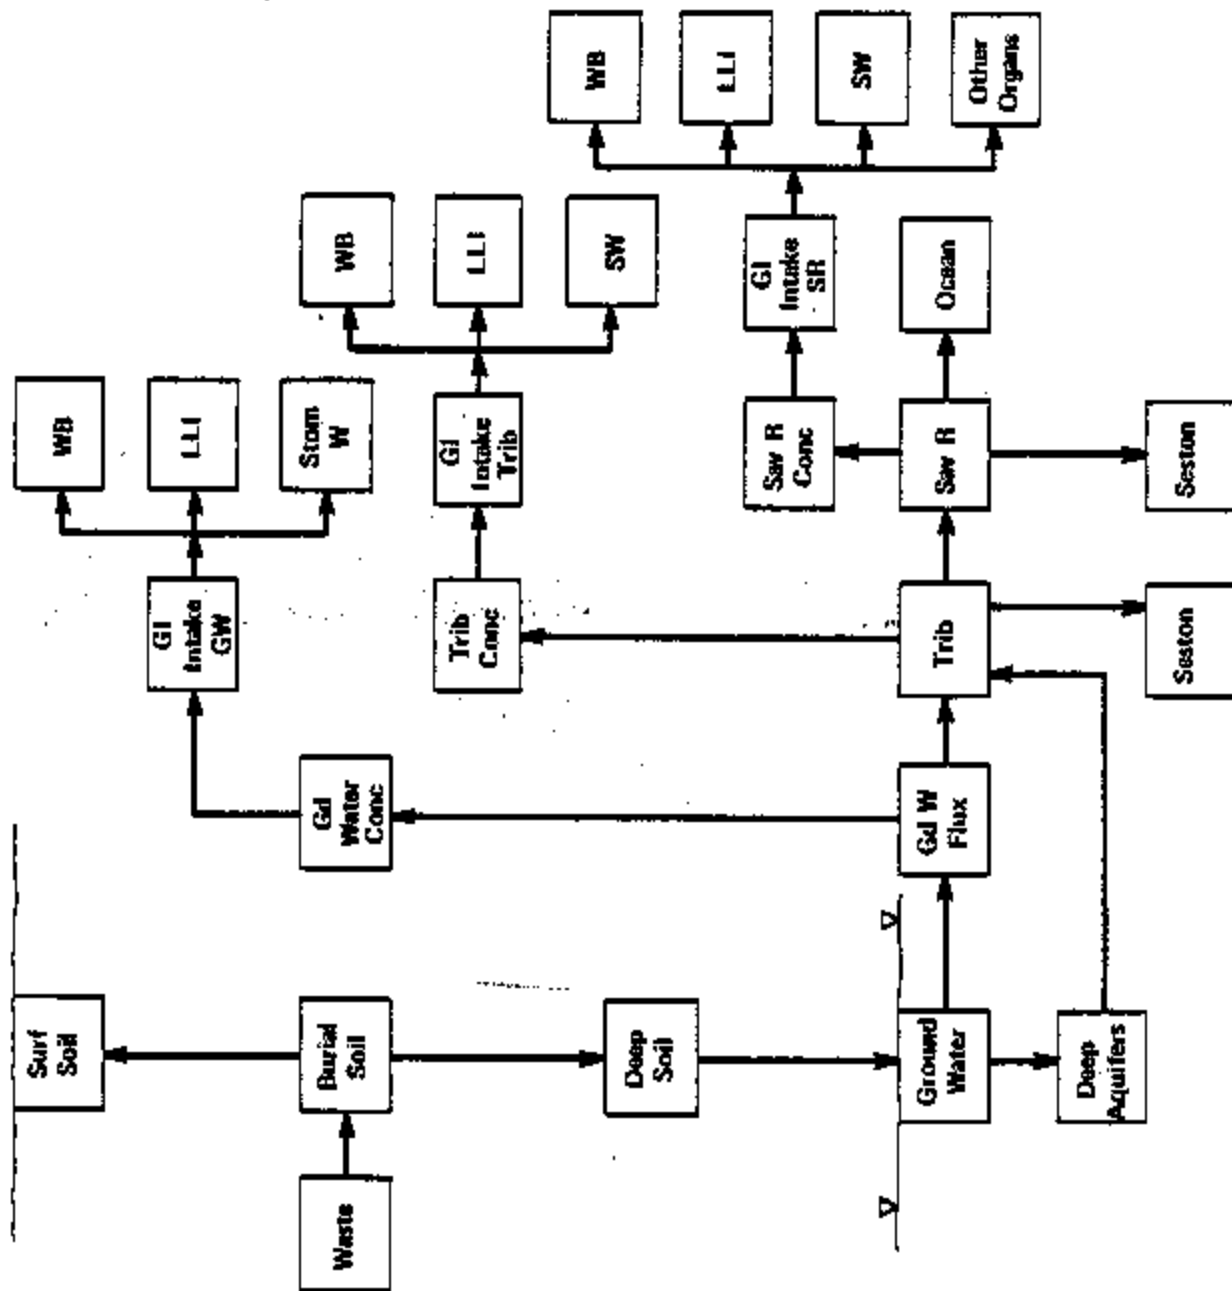 Surf
Soil
Waste
Burial
Soil
Deep
Soil
Ground
Water
Deep
Aquifers
Gd
Water
Conc
Gd W
Flux
GI
Intake
GW
WB
LLI
Stom
W
Trib
Conc
GI
Intake
Trib
WB
LLI
SW
Trib
Seston
Sav R
Conc
GI
Intake
SR
WB
LLI
SW
Other
Organs
Sav R
Ocean
Seston